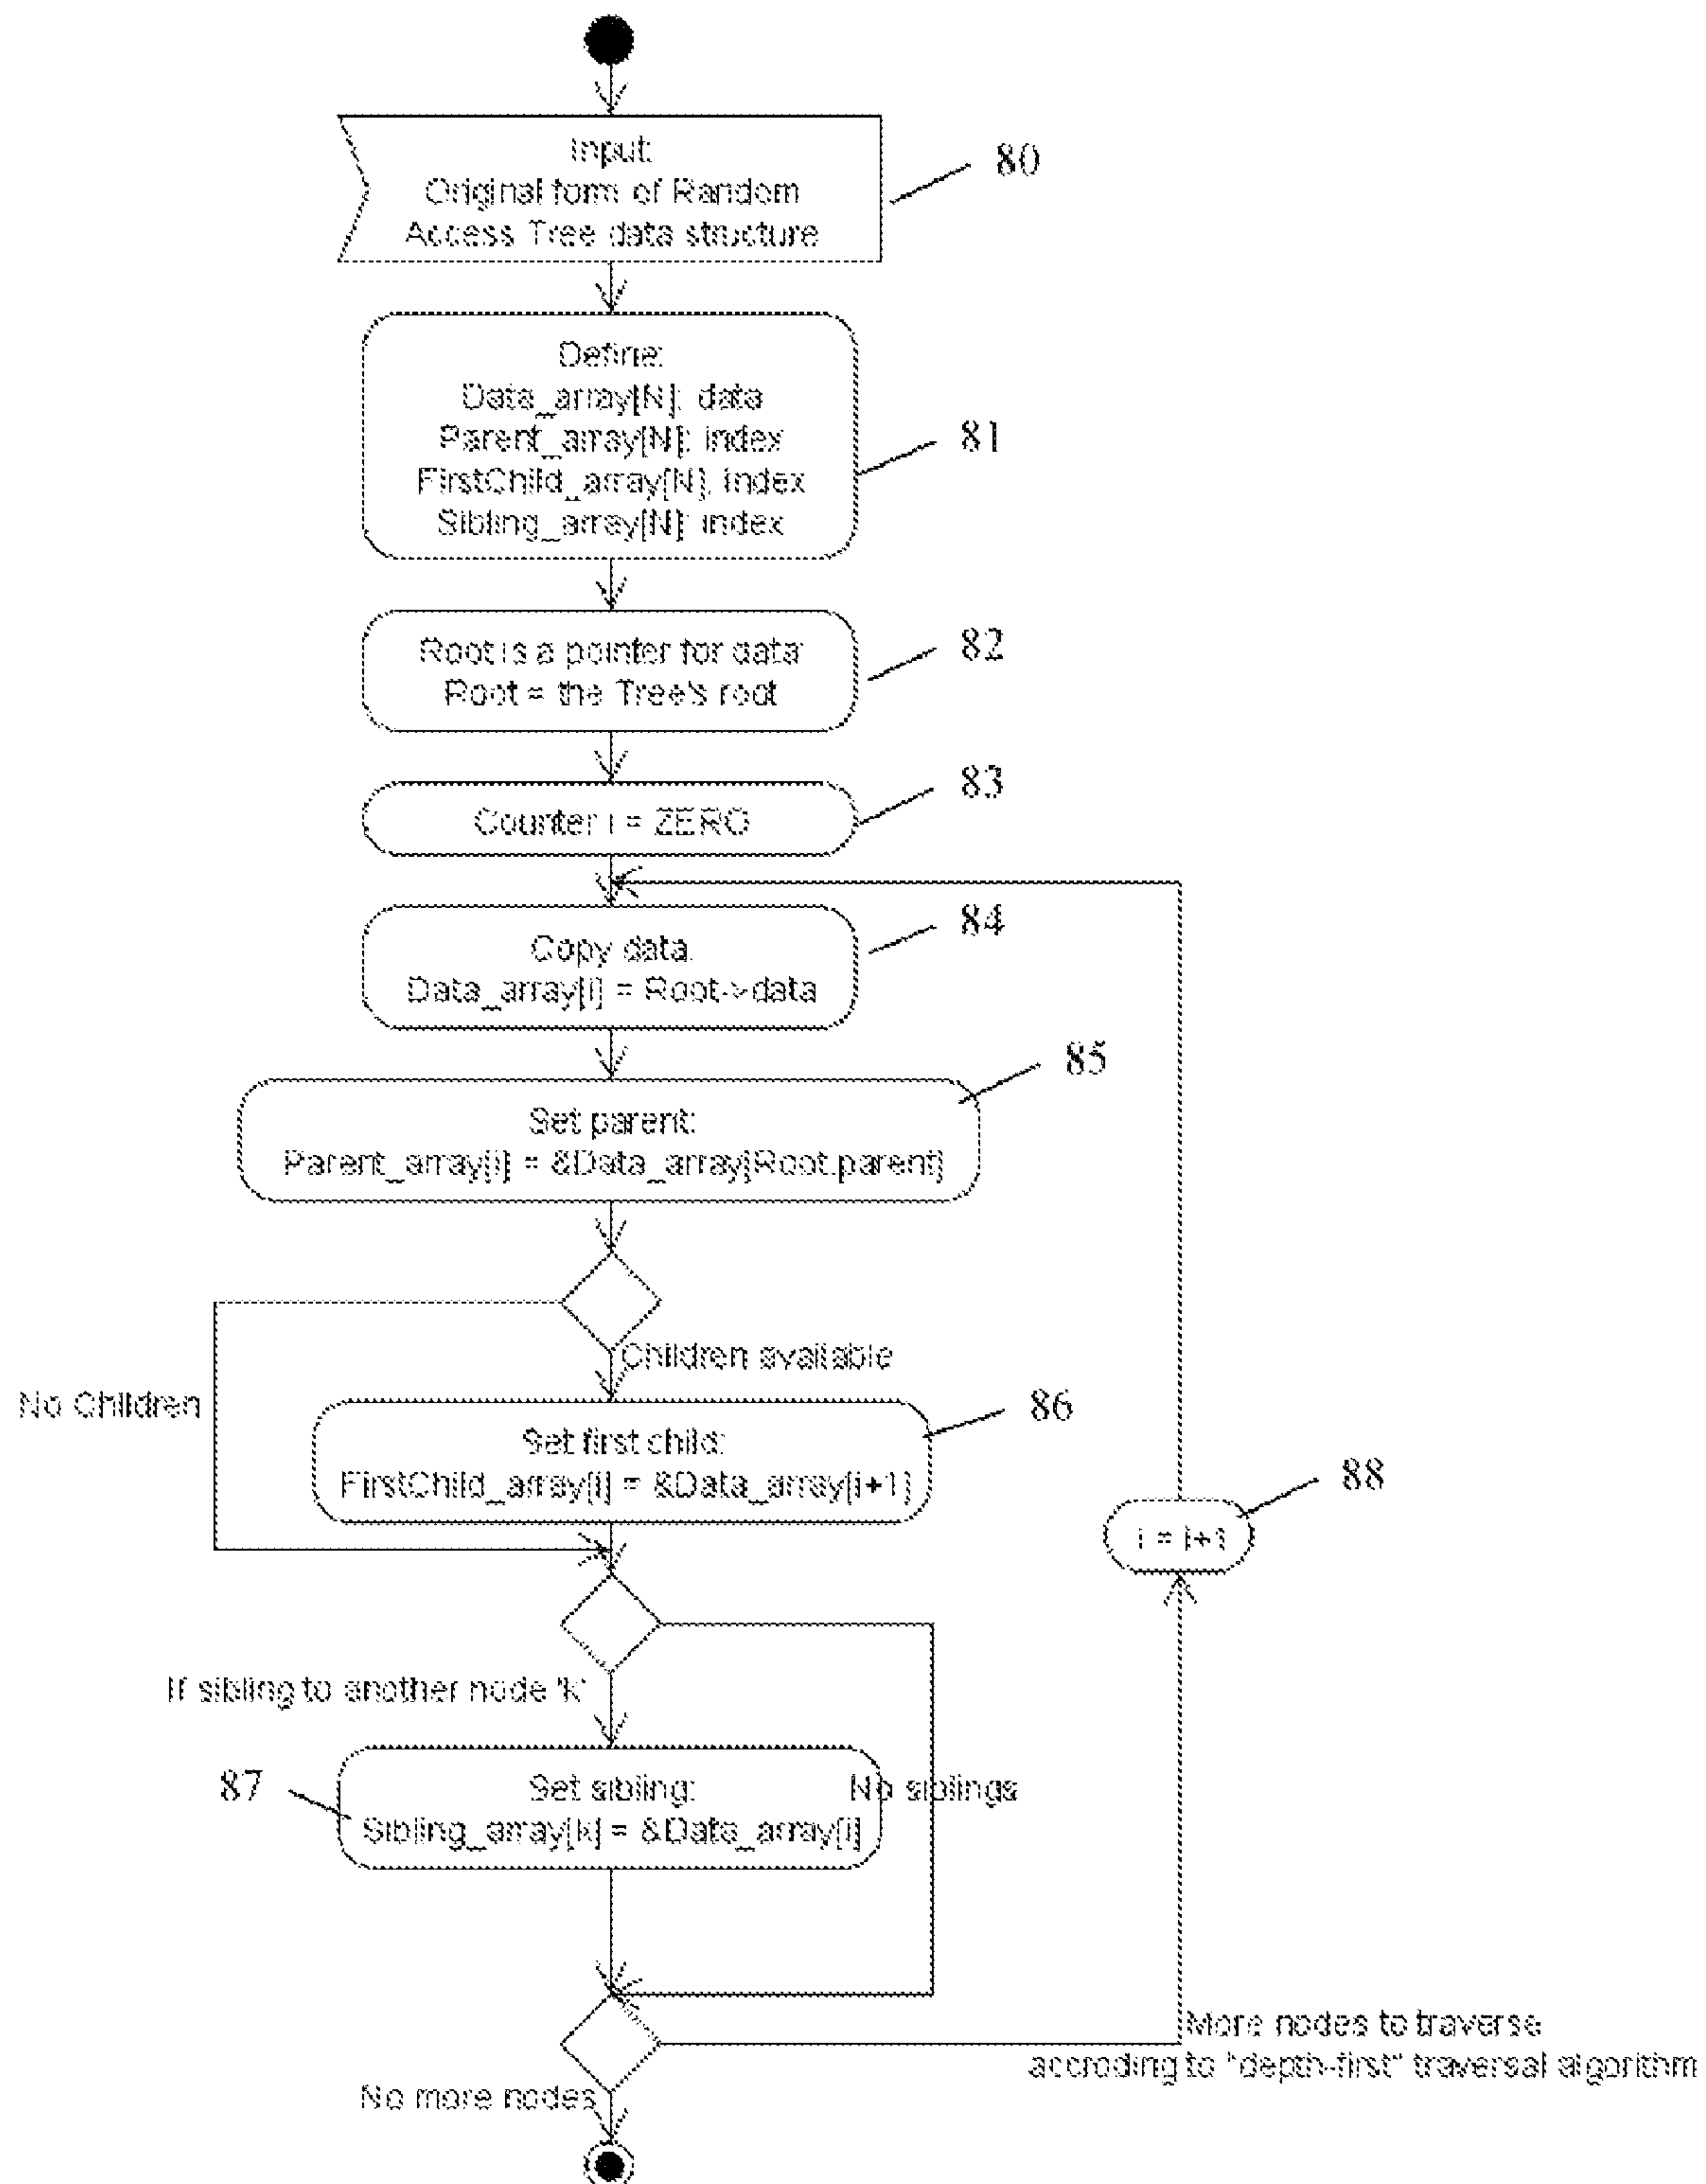 Input:
Original form of Random
Access Tree data structure
80
Define:
Data_array[N]: data
Parent_array[N]: index
FirstChild_array[N]: index
Sibling_array[N]: index
81
Root is a pointer for data
Root = the Tree's root
82
Counter i = ZERO
83
Copy data:
Data_array[i] = Root->data
84
Set parent:
Parent_array[i] = &Data_array[Root.parent]
85
Children available
No Children
Set first child:
FirstChild_array[i] = &Data_array[i+1]
86
i = i+1
88
If sibling to another node 'k'
Set sibling:
Sibling_array[k] = &Data_array[i]
87
No siblings
More nodes to traverse
accroding to "depth-first" traversal algorithm
No more nodes